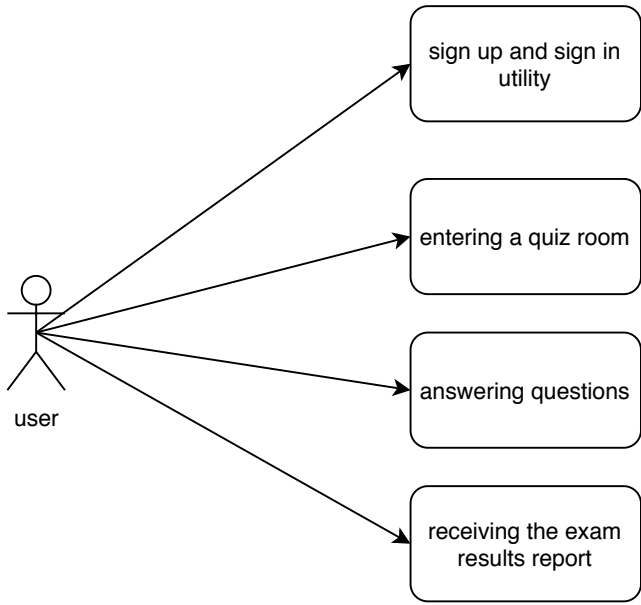 sign up and sign in
utility
entering a quiz room
answering questions
user
receiving the exam
results report